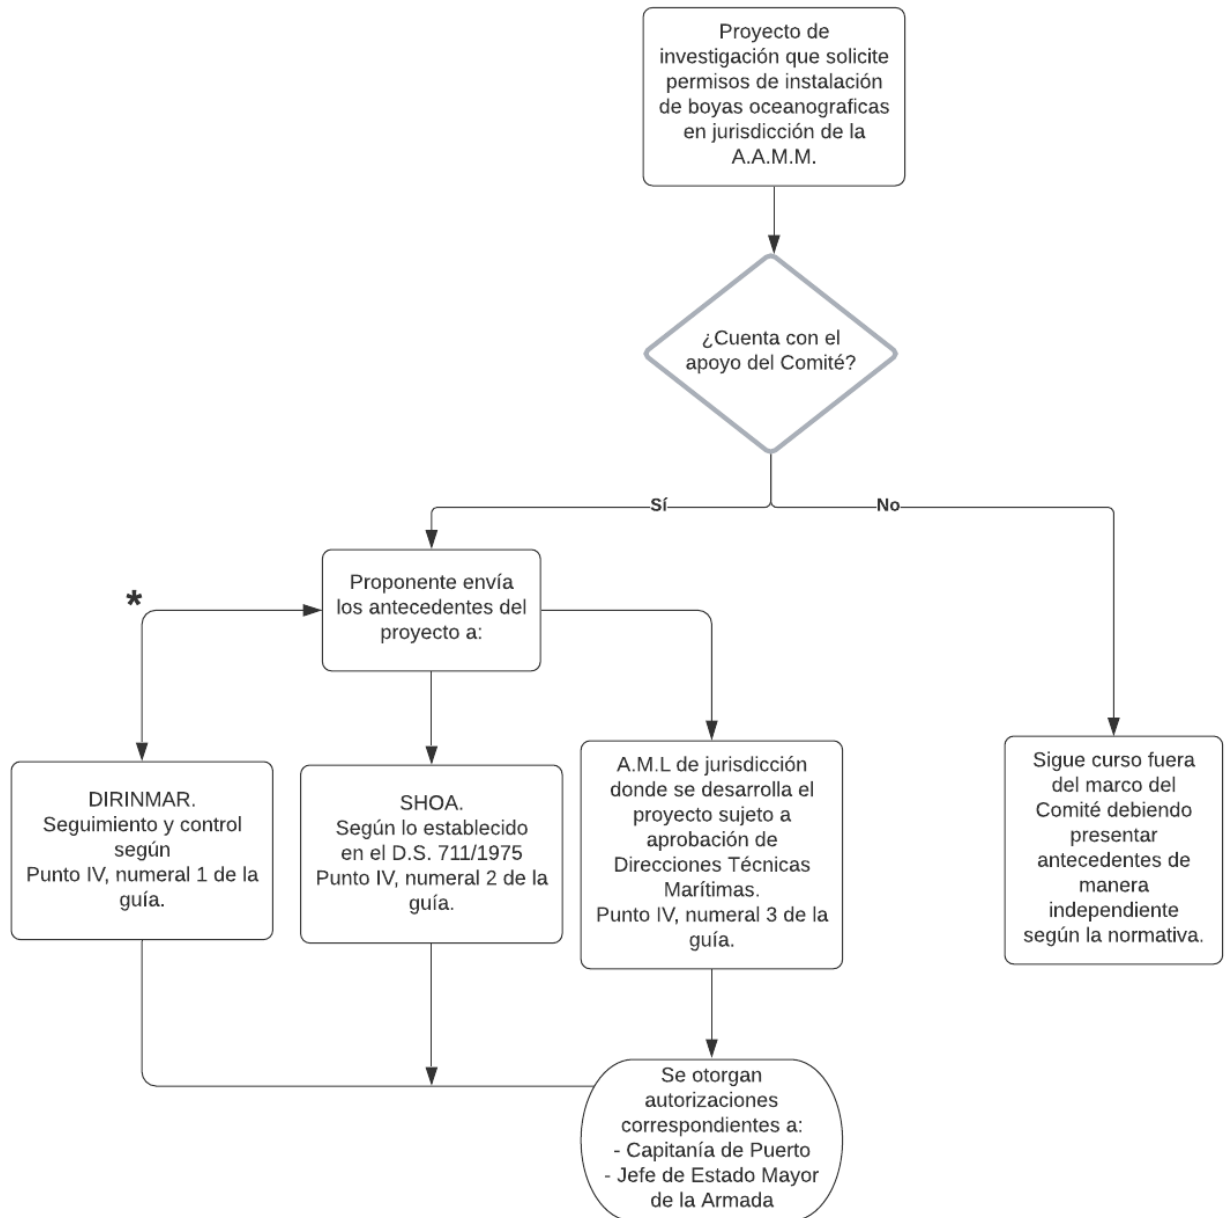 Proyecto de
investigación que solicite
permisos de instalación
de boyas oceanograficas
en jurisdicción de la
A.A.M.M.
¿Cuenta con el
apoyo del Comité?
Sí
No
Proponente envía
los antecedentes del
proyecto a:
*
DIRINMAR.
Seguimiento y control
según
Punto IV, numeral 1 de la
guía.
SHOA.
Según lo establecido
en el D.S. 711/1975
Punto IV, numeral 2 de la
guía.
A.M.L de jurisdicción
donde se desarrolla el
proyecto sujeto a
aprobación de
Direcciones Técnicas
Marítimas.
Punto IV, numeral 3 de la
guía.
Sigue curso fuera
del marco del
Comité debiendo
presentar
antecedentes de
manera
independiente
según la normativa.
Se otorgan
autorizaciones
correspondientes a:
- Capitanía de Puerto
- Jefe de Estado Mayor
de la Armada